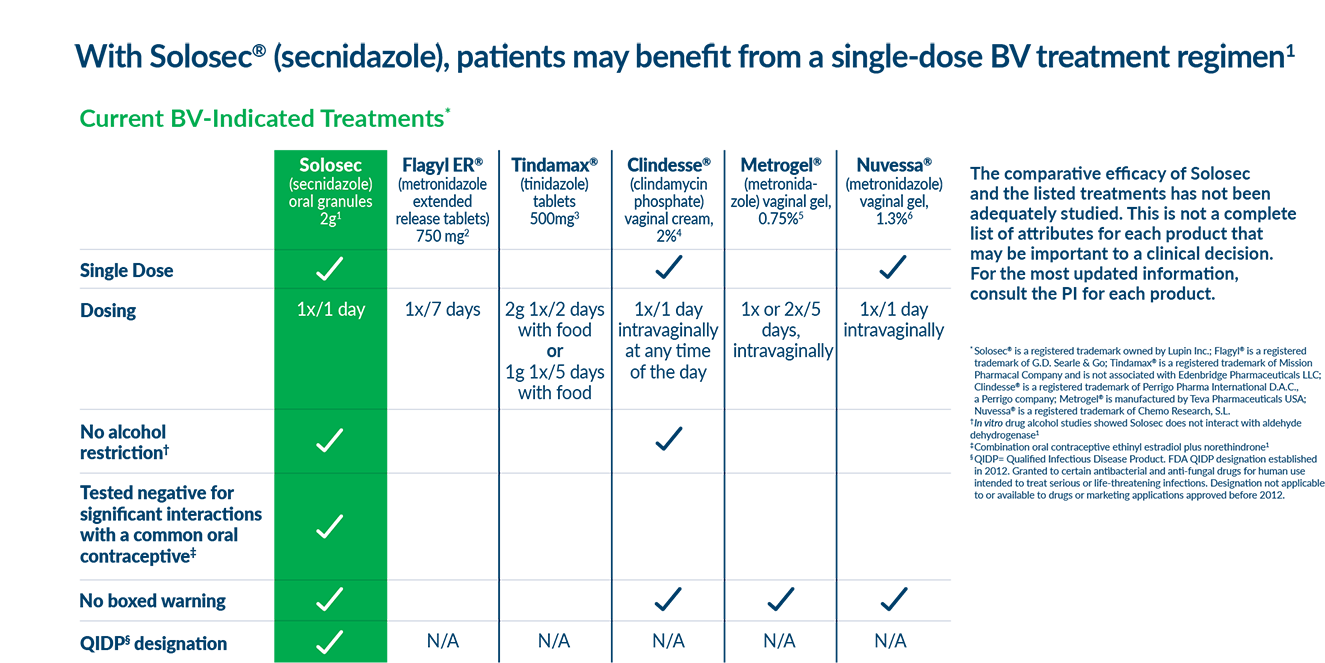 With Solosec® (secnidazole), patients may benefit from a single-dose BV treatment regimen¹
Current BV-Indicated Treatments*
Solosec
(secnidazole)
oral granules
2g¹
Flagyl ER®
(metronidazole
extended
release tablets)
750 mg²
Tindamax®
(tinidazole)
tablets
500mg³
Clindesse®
(clindamycin
phosphate)
vaginal cream,
2%⁴
Metrogel®
(metronida-
zole) vaginal gel,
0.75%⁵
Nuvessa®
(metronidazole)
vaginal gel,
1.3%⁶
Single Dose
✓
✓
✓
Dosing
1x/1 day
1x/7 days
2g 1x/2 days
with food
or
1g 1x/5 days
with food
1x/1 day
intravaginally
at any time
of the day
1x or 2x/5
days,
intravaginally
1x/1 day
intravaginally
No alcohol
restriction†
✓
✓
Tested negative for
significant interactions
with a common oral
contraceptive‡
✓
No boxed warning
✓
✓
✓
✓
QIDP§ designation
✓
N/A
N/A
N/A
N/A
N/A
The comparative efficacy of Solosec
and the listed treatments has not been
adequately studied. This is not a complete
list of attributes for each product that
may be important to a clinical decision.
For the most updated information,
consult the PI for each product.
*Solosec® is a registered trademark owned by Lupin Inc.; Flagyl® is a registered
trademark of G.D. Searle & Go; Tindamax® is a registered trademark of Mission
Pharmacal Company and is not associated with Edenbridge Pharmaceuticals LLC;
Clindesse® is a registered trademark of Perrigo Pharma International D.A.C.,
a Perrigo company; Metrogel® is manufactured by Teva Pharmaceuticals USA;
Nuvessa® is a registered trademark of Chemo Research, S.L.
†In vitro drug alcohol studies showed Solosec does not interact with aldehyde
dehydrogenase¹
‡Combination oral contraceptive ethinyl estradiol plus norethindrone¹
§QIDP= Qualified Infectious Disease Product. FDA QIDP designation established
in 2012. Granted to certain antibacterial and anti-fungal drugs for human use
intended to treat serious or life-threatening infections. Designation not applicable
to or available to drugs or marketing applications approved before 2012.